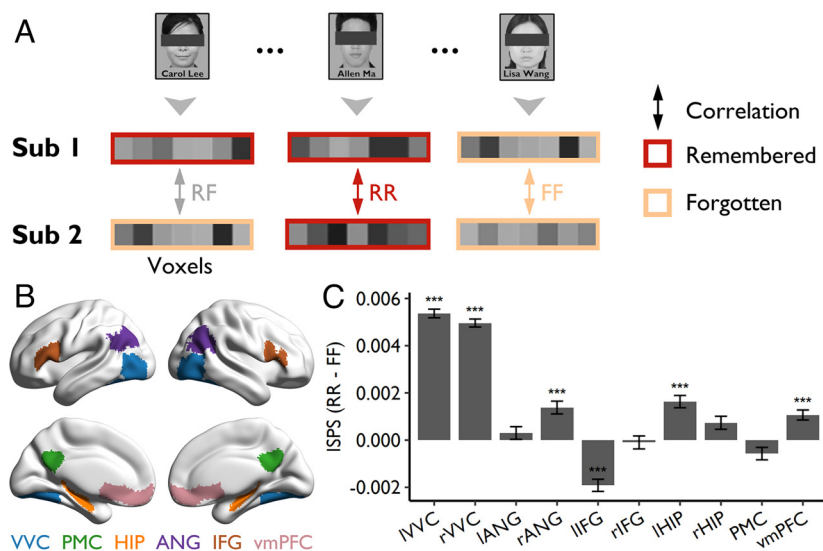 A
Carol Lee
...
Allen Ma
...
Lisa Wang
Correlation
Sub 1
Remembered
RF
RR
FF
Forgotten
Sub 2
Voxels
B
VVC PMC HIP ANG IFG vmPFC
C
ISPS (RR - FF)
0.006
0.004
0.002
0.000
-0.002
***
***
***
***
***
***
lVVC
rVVC
lANG
rANG
lIFG
rIFG
lHIP
rHIP
PMC
vmPFC